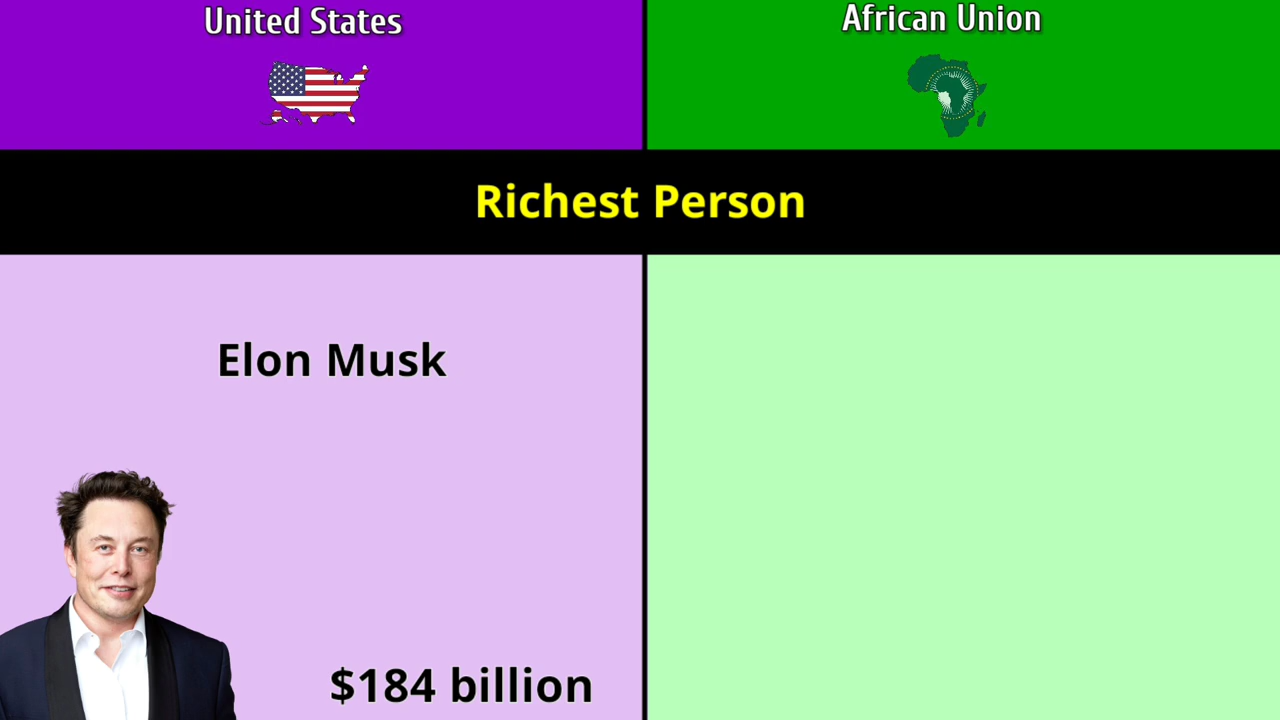 United States
African Union
Richest Person
Elon Musk
$184 billion